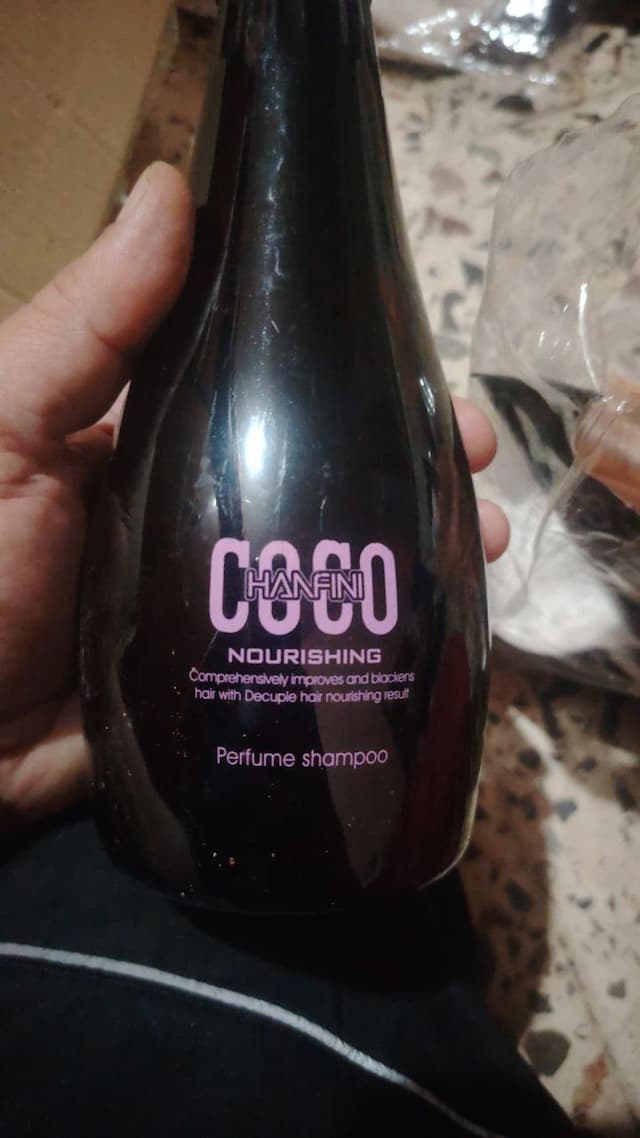 COCO
HANFINI
NOURISHING
Comprehensively improves and blackens
hair with Decuple hair nourishing result
Perfume shampoo